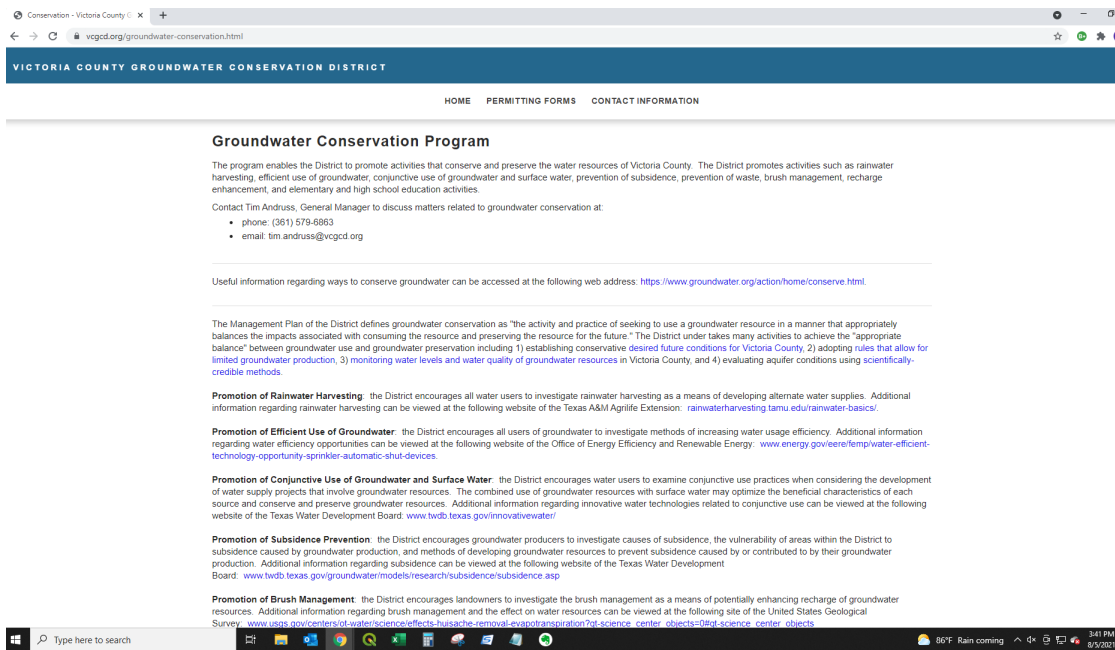 Conservation - Victoria County G
vcgcd.org/groundwater-conservation.html
VICTORIA COUNTY GROUNDWATER CONSERVATION DISTRICT
HOME PERMITTING FORMS CONTACT INFORMATION
Groundwater Conservation Program
The program enables the District to promote activities that conserve and preserve the water resources of Victoria County. The District promotes activities such as rainwater
harvesting, efficient use of groundwater, conjunctive use of groundwater and surface water, prevention of subsidence, prevention of waste, brush management, recharge
enhancement, and elementary and high school education activities.
Contact Tim Andruss, General Manager to discuss matters related to groundwater conservation at:
• phone: (361) 579-6863
• email: tim.andruss@vcgcd.org
Useful information regarding ways to conserve groundwater can be accessed at the following web address: https://www.groundwater.org/action/home/conserve.html.
The Management Plan of the District defines groundwater conservation as "the activity and practice of seeking to use a groundwater resource in a manner that appropriately
balances the impacts associated with consuming the resource and preserving the resource for the future." The District under takes many activities to achieve the "appropriate
balance" between groundwater use and groundwater preservation including 1) establishing conservative desired future conditions for Victoria County, 2) adopting rules that allow for
limited groundwater production, 3) monitoring water levels and water quality of groundwater resources in Victoria County, and 4) evaluating aquifer conditions using scientifically-
credible methods.
Promotion of Rainwater Harvesting: the District encourages all water users to investigate rainwater harvesting as a means of developing alternate water supplies. Additional
information regarding rainwater harvesting can be viewed at the following website of the Texas A&M Agrilife Extension: rainwaterharvesting.tamu.edu/rainwater-basics/.
Promotion of Efficient Use of Groundwater: the District encourages all users of groundwater to investigate methods of increasing water usage efficiency. Additional information
regarding water efficiency opportunities can be viewed at the following website of the Office of Energy Efficiency and Renewable Energy: www.energy.gov/eere/femp/water-efficient-
technology-opportunity-sprinkler-automatic-shut-devices.
Promotion of Conjunctive Use of Groundwater and Surface Water: the District encourages water users to examine conjunctive use practices when considering the development
of water supply projects that involve groundwater resources. The combined use of groundwater resources with surface water may optimize the beneficial characteristics of each
source and conserve and preserve groundwater resources. Additional information regarding innovative water technologies related to conjunctive use can be viewed at the following
website of the Texas Water Development Board: www.twdb.texas.gov/innovativewater/
Promotion of Subsidence Prevention: the District encourages groundwater producers to investigate causes of subsidence, the vulnerability of areas within the District to
subsidence caused by groundwater production, and methods of developing groundwater resources to prevent subsidence caused by or contributed to by their groundwater
production. Additional information regarding subsidence can be viewed at the following website of the Texas Water Development
Board: www.twdb.texas.gov/groundwater/models/research/subsidence/subsidence.asp
Promotion of Brush Management: the District encourages landowners to investigate the brush management as a means of potentially enhancing recharge of groundwater
resources. Additional information regarding brush management and the effect on water resources can be viewed at the following site of the United States Geological
Survey: www.usgs.gov/centers/ot-water/science/effects-huisache-removal-evapotranspiration?qt-science_center_objects=0#qt-science_center_objects
Type here to search
86°F Rain coming
3:41 PM
8/5/2021